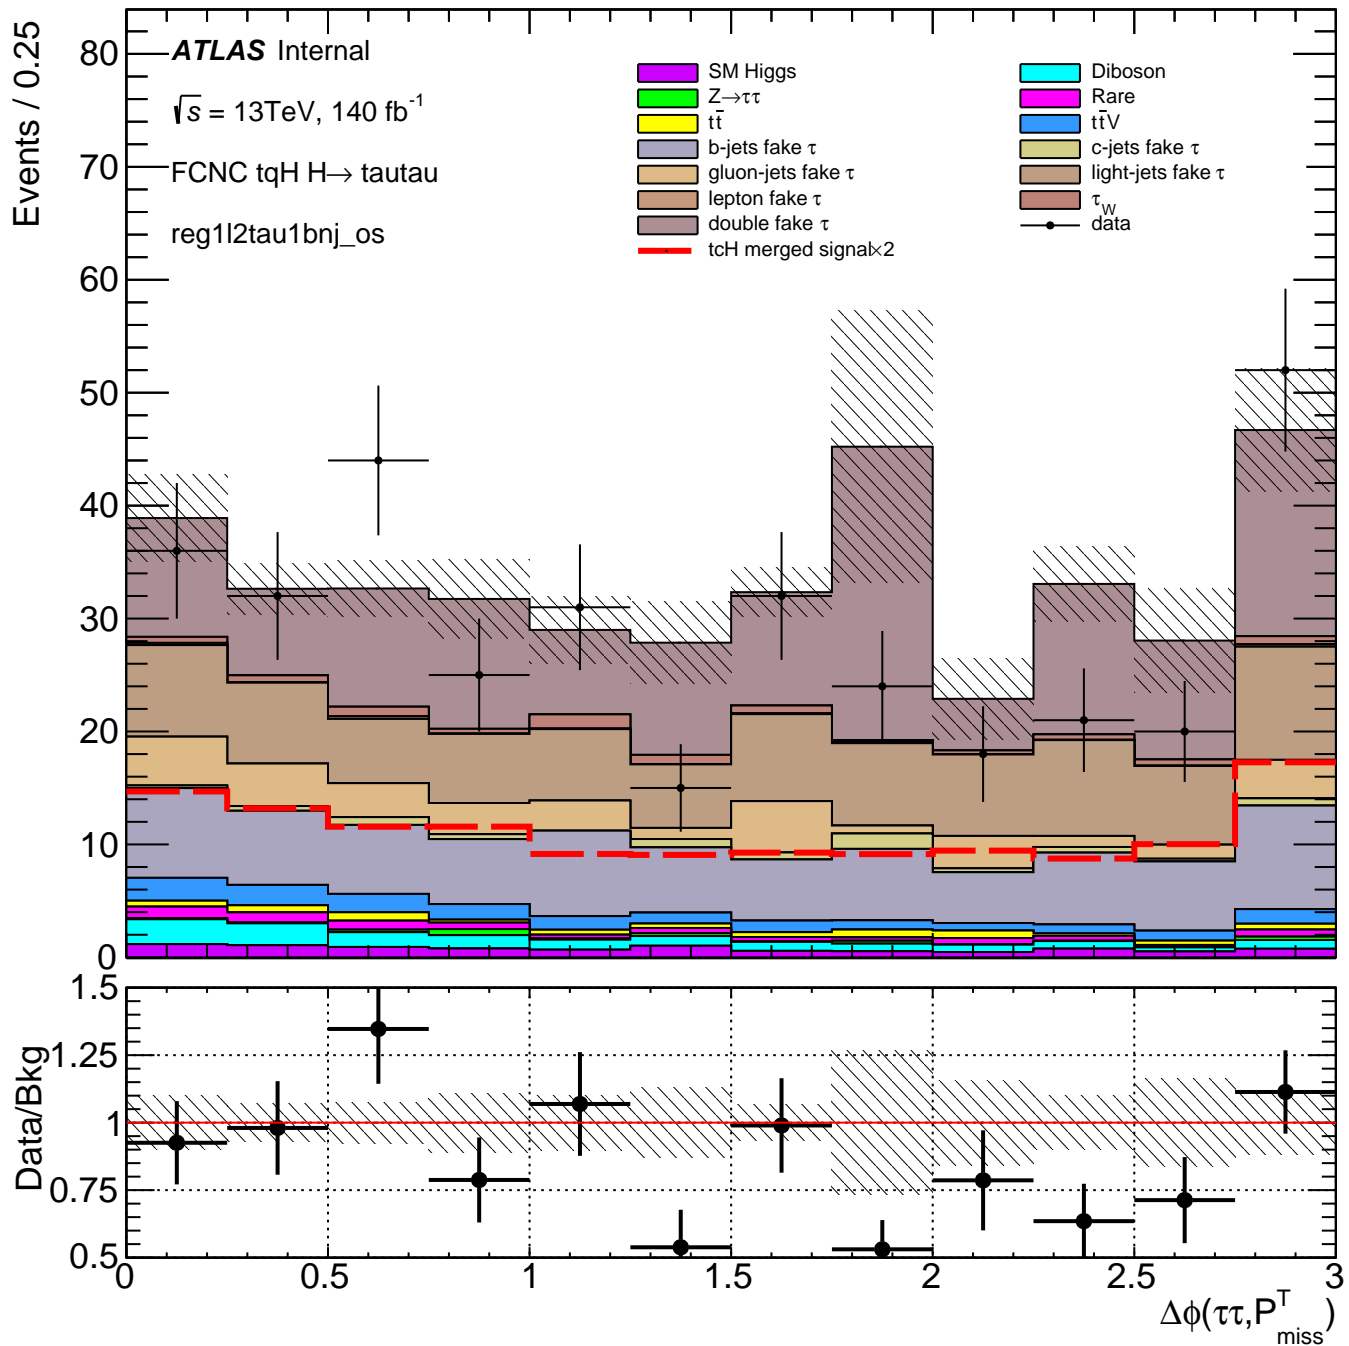 Events / 0.25
80
70
60
50
40
30
20
10
0
ATLAS Internal
√s = 13TeV, 140 fb⁻¹
FCNC tqH H→ tautau
reg1l2tau1bnj_os
SM Higgs
Z→ττ
tt̄
b-jets fake τ
gluon-jets fake τ
lepton fake τ
double fake τ
tcH merged signal×2
Diboson
Rare
tt̄V
c-jets fake τ
light-jets fake τ
τ_W
data
Data/Bkg
1.5
1.25
1
0.75
0.5
0 0.5 1 1.5 2 2.5 3
Δϕ(ττ,P^T_miss)